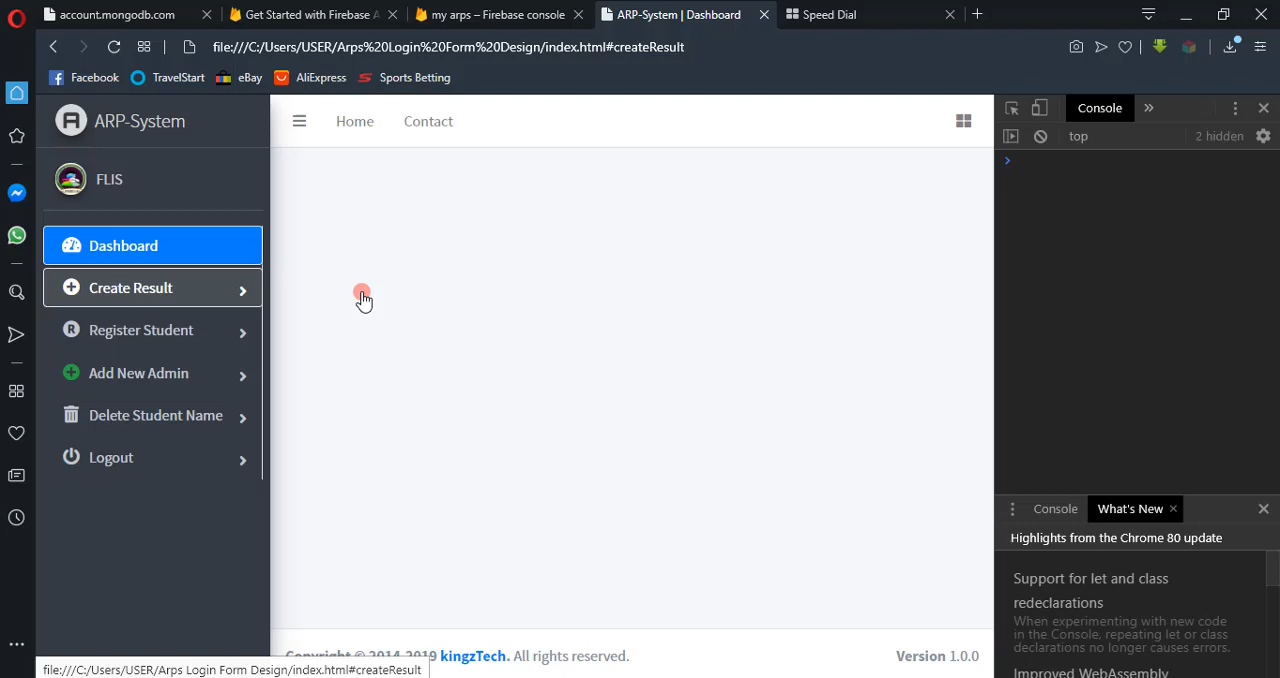 account.mongodb.com
Get Started with Firebase A
my arps – Firebase console
ARP-System | Dashboard
Speed Dial
file:///C:/Users/USER/Arps%20Login%20Form%20Design/index.html#createResult
Facebook
TravelStart
eBay
AliExpress
Sports Betting
ARP-System
Home
Contact
Console
top
2 hidden
FLIS
Dashboard
Create Result
Register Student
Add New Admin
Delete Student Name
Logout
Console
What's New
Highlights from the Chrome 80 update
Support for let and class
redeclarations
When experimenting with new code
in the Console, repeating let or class
declarations no longer causes errors.
Improved WebAssembly
Copyright © 2014-2019 kingzTech. All rights reserved.
Version 1.0.0
file:///C:/Users/USER/Arps Login Form Design/index.html#createResult